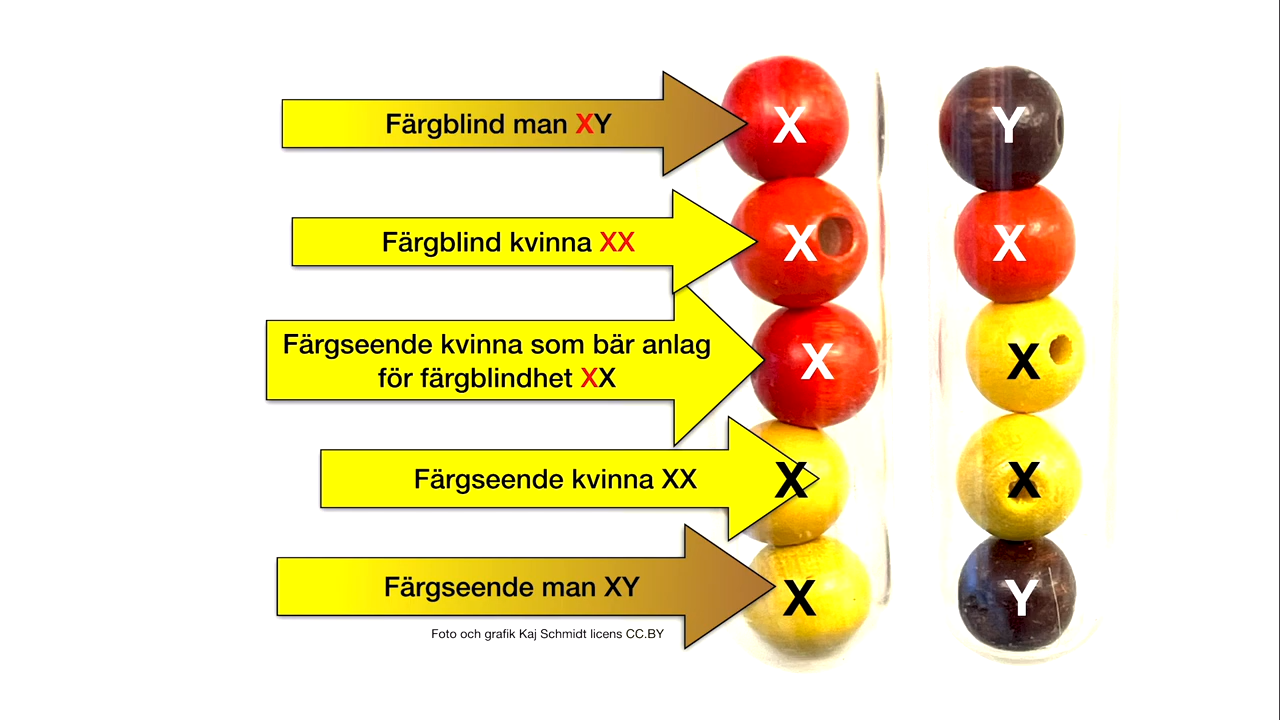 Färgblind man XY
X
Y
Färgblind kvinna XX
X
X
Färgseende kvinna som bär anlag
för färgblindhet XX
X
X
Färgseende kvinna XX
X
X
Färgseende man XY
X
Y
Foto och grafik Kaj Schmidt licens CC.BY